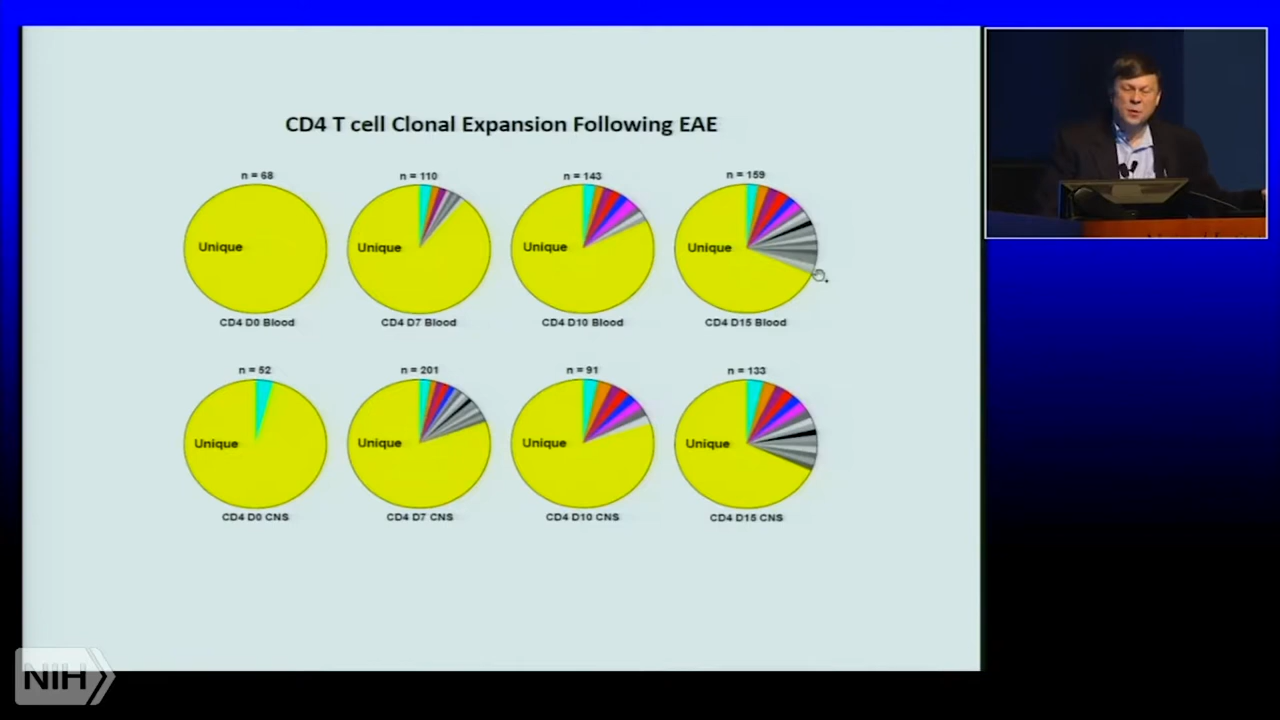 CD4 T cell Clonal Expansion Following EAE
n = 68
n = 110
n = 143
n = 159
Unique
Unique
Unique
Unique
CD4 D0 Blood
CD4 D7 Blood
CD4 D10 Blood
CD4 D15 Blood
n = 52
n = 201
n = 91
n = 133
Unique
Unique
Unique
Unique
CD4 D0 CNS
CD4 D7 CNS
CD4 D10 CNS
CD4 D15 CNS
NIH